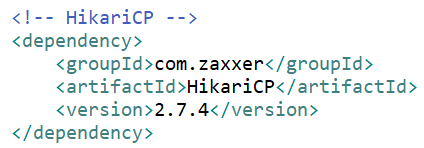 <!-- HikariCP -->
<dependency>
    <groupId>com.zaxxer</groupId>
    <artifactId>HikariCP</artifactId>
    <version>2.7.4</version>
</dependency>